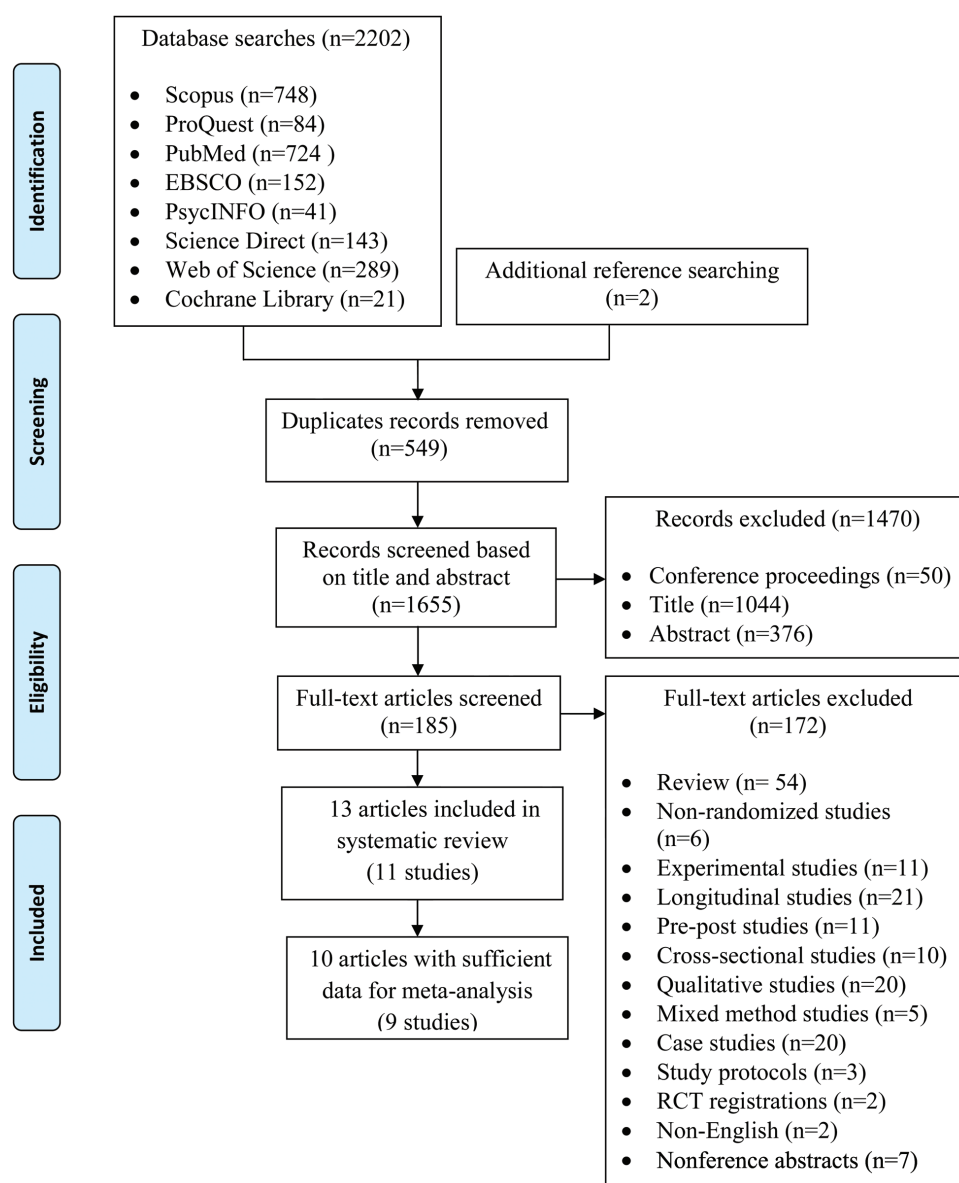 Database searches (n=2202)
• Scopus (n=748)
• ProQuest (n=84)
• PubMed (n=724 )
• EBSCO (n=152)
• PsycINFO (n=41)
• Science Direct (n=143)
• Web of Science (n=289)
• Cochrane Library (n=21)
Additional reference searching
(n=2)
Identification
Duplicates records removed
(n=549)
Screening
Records screened based
on title and abstract
(n=1655)
Records excluded (n=1470)
• Conference proceedings (n=50)
• Title (n=1044)
• Abstract (n=376)
Eligibility
Full-text articles screened
(n=185)
Full-text articles excluded
(n=172)
• Review (n= 54)
• Non-randomized studies
(n=6)
• Experimental studies (n=11)
• Longitudinal studies (n=21)
• Pre-post studies (n=11)
• Cross-sectional studies (n=10)
• Qualitative studies (n=20)
• Mixed method studies (n=5)
• Case studies (n=20)
• Study protocols (n=3)
• RCT registrations (n=2)
• Non-English (n=2)
• Nonference abstracts (n=7)
Included
13 articles included in
systematic review
(11 studies)
10 articles with sufficient
data for meta-analysis
(9 studies)